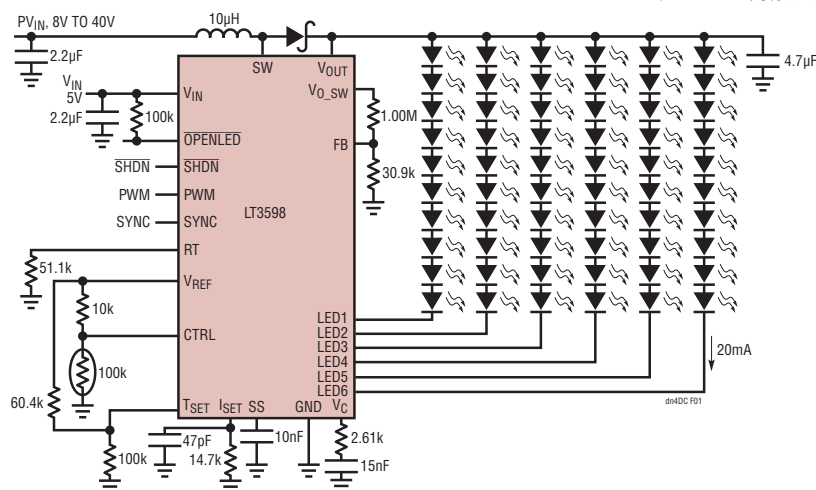 PVIN, 8V TO 40V
10µH
2.2µF
SW
VOUT
4.7µF
VIN
5V
VIN
VO_SW
2.2µF
100k
1.00M
OPENLED
FB
SHDN
SHDN
30.9k
PWM
PWM
LT3598
SYNC
SYNC
RT
51.1k
VREF
10k
LED1
CTRL
LED2
LED3
20mA
100k
LED4
LED5
60.4k
LED6
dn4DC F01
TSET
ISET
SS
GND
VC
47pF
10nF
2.61k
100k
14.7k
15nF